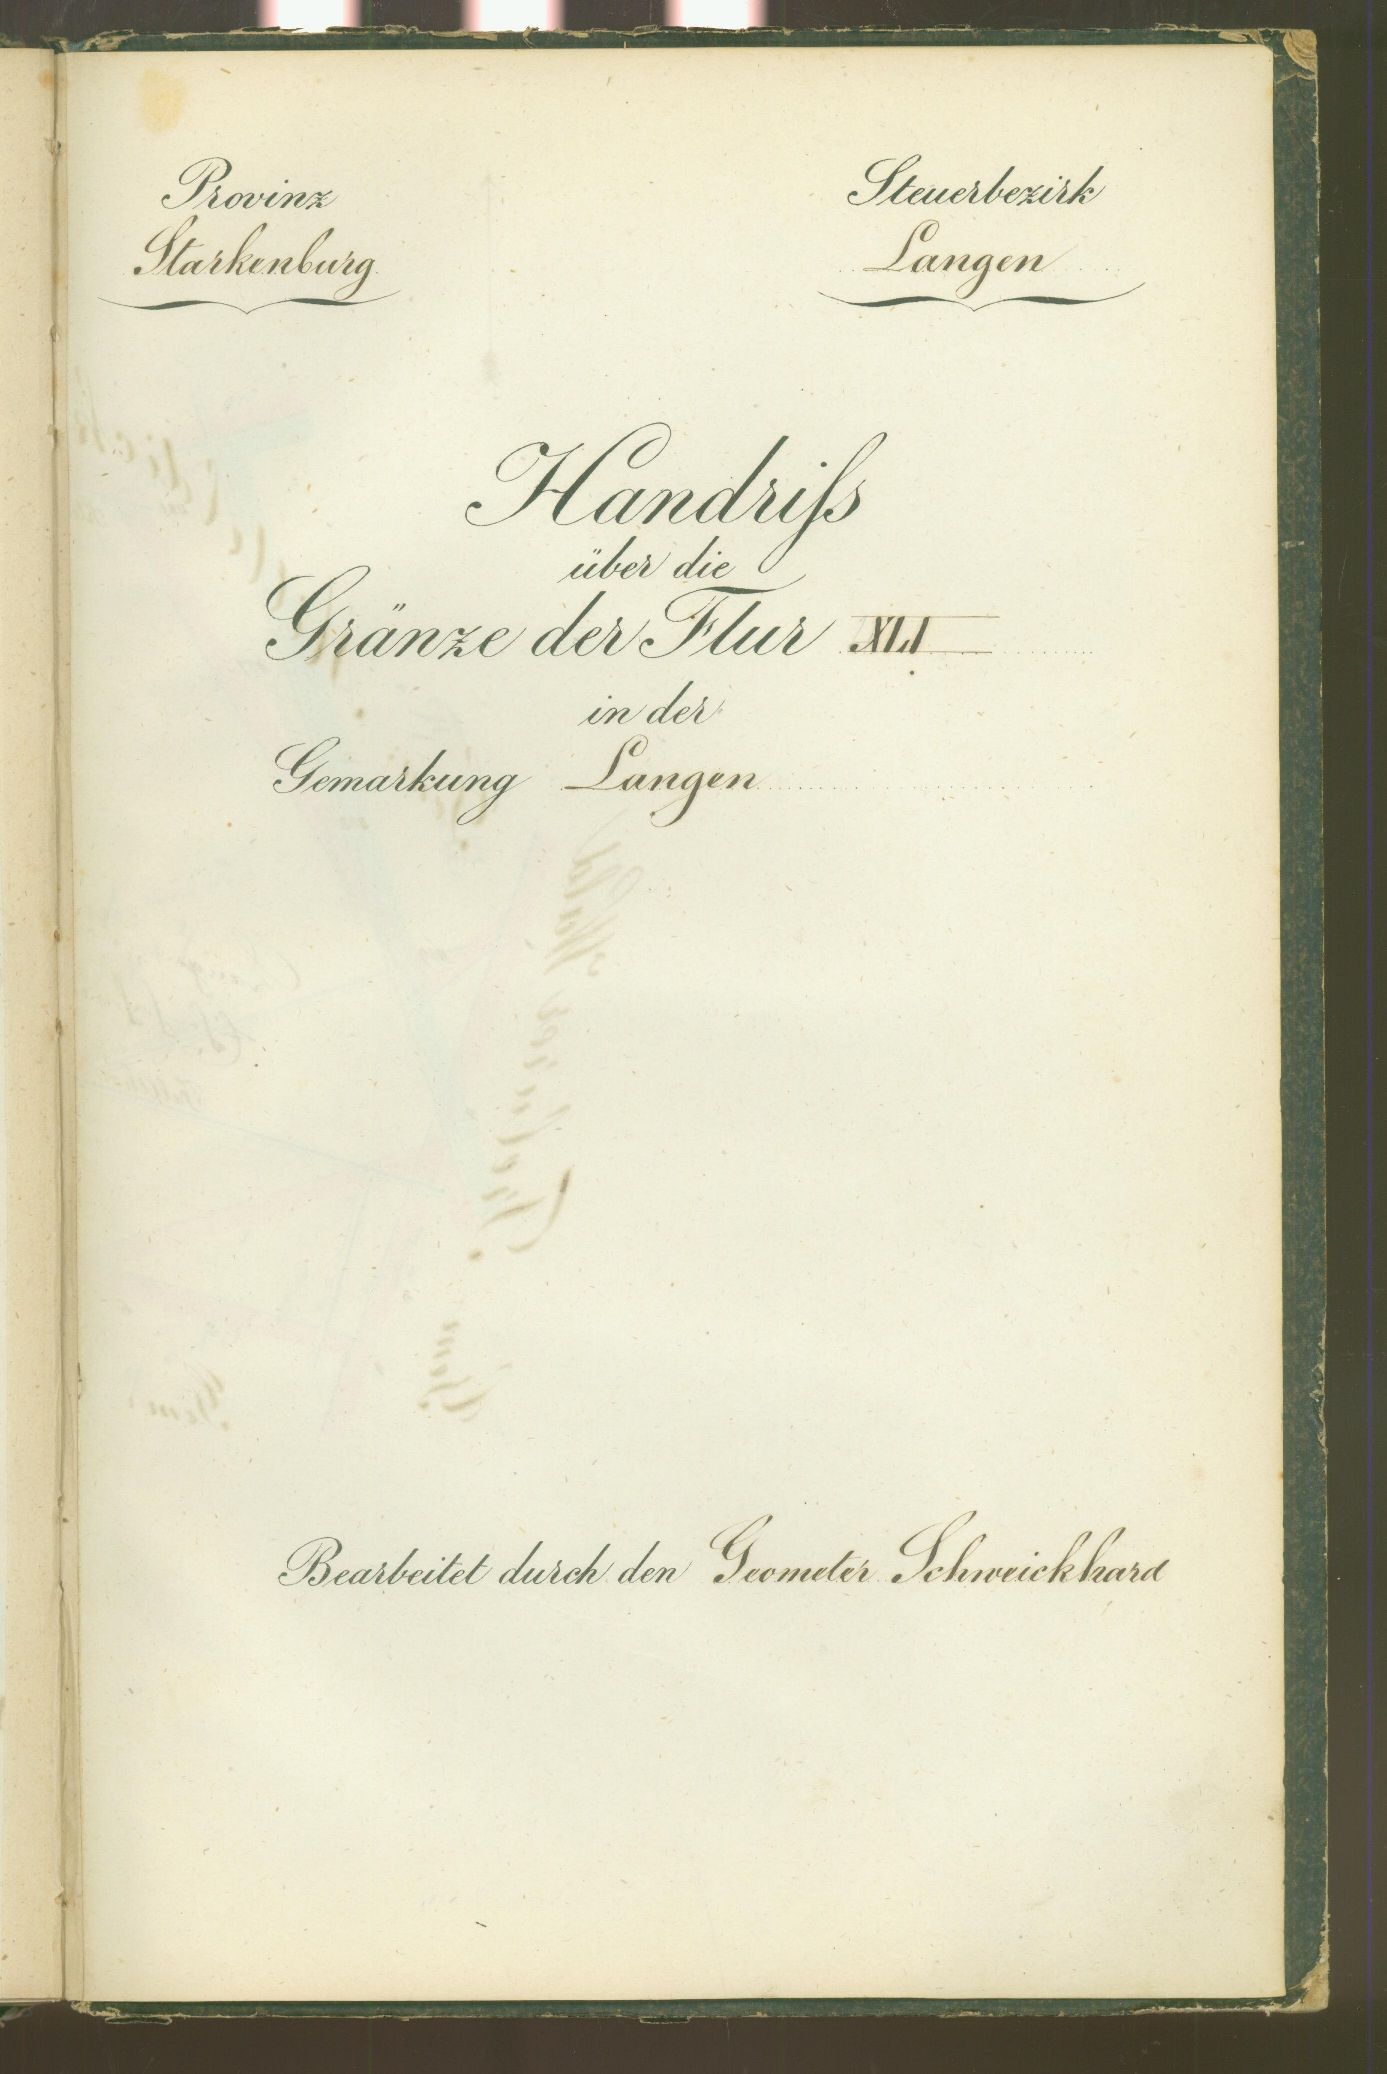 Provinz
Starkenburg
Steuerbezirk
Langen
Handriſs
über die
Gränze der Flur XLI
in der
Gemarkung Langen
Bearbeitet durch den Geometer Schweickhard